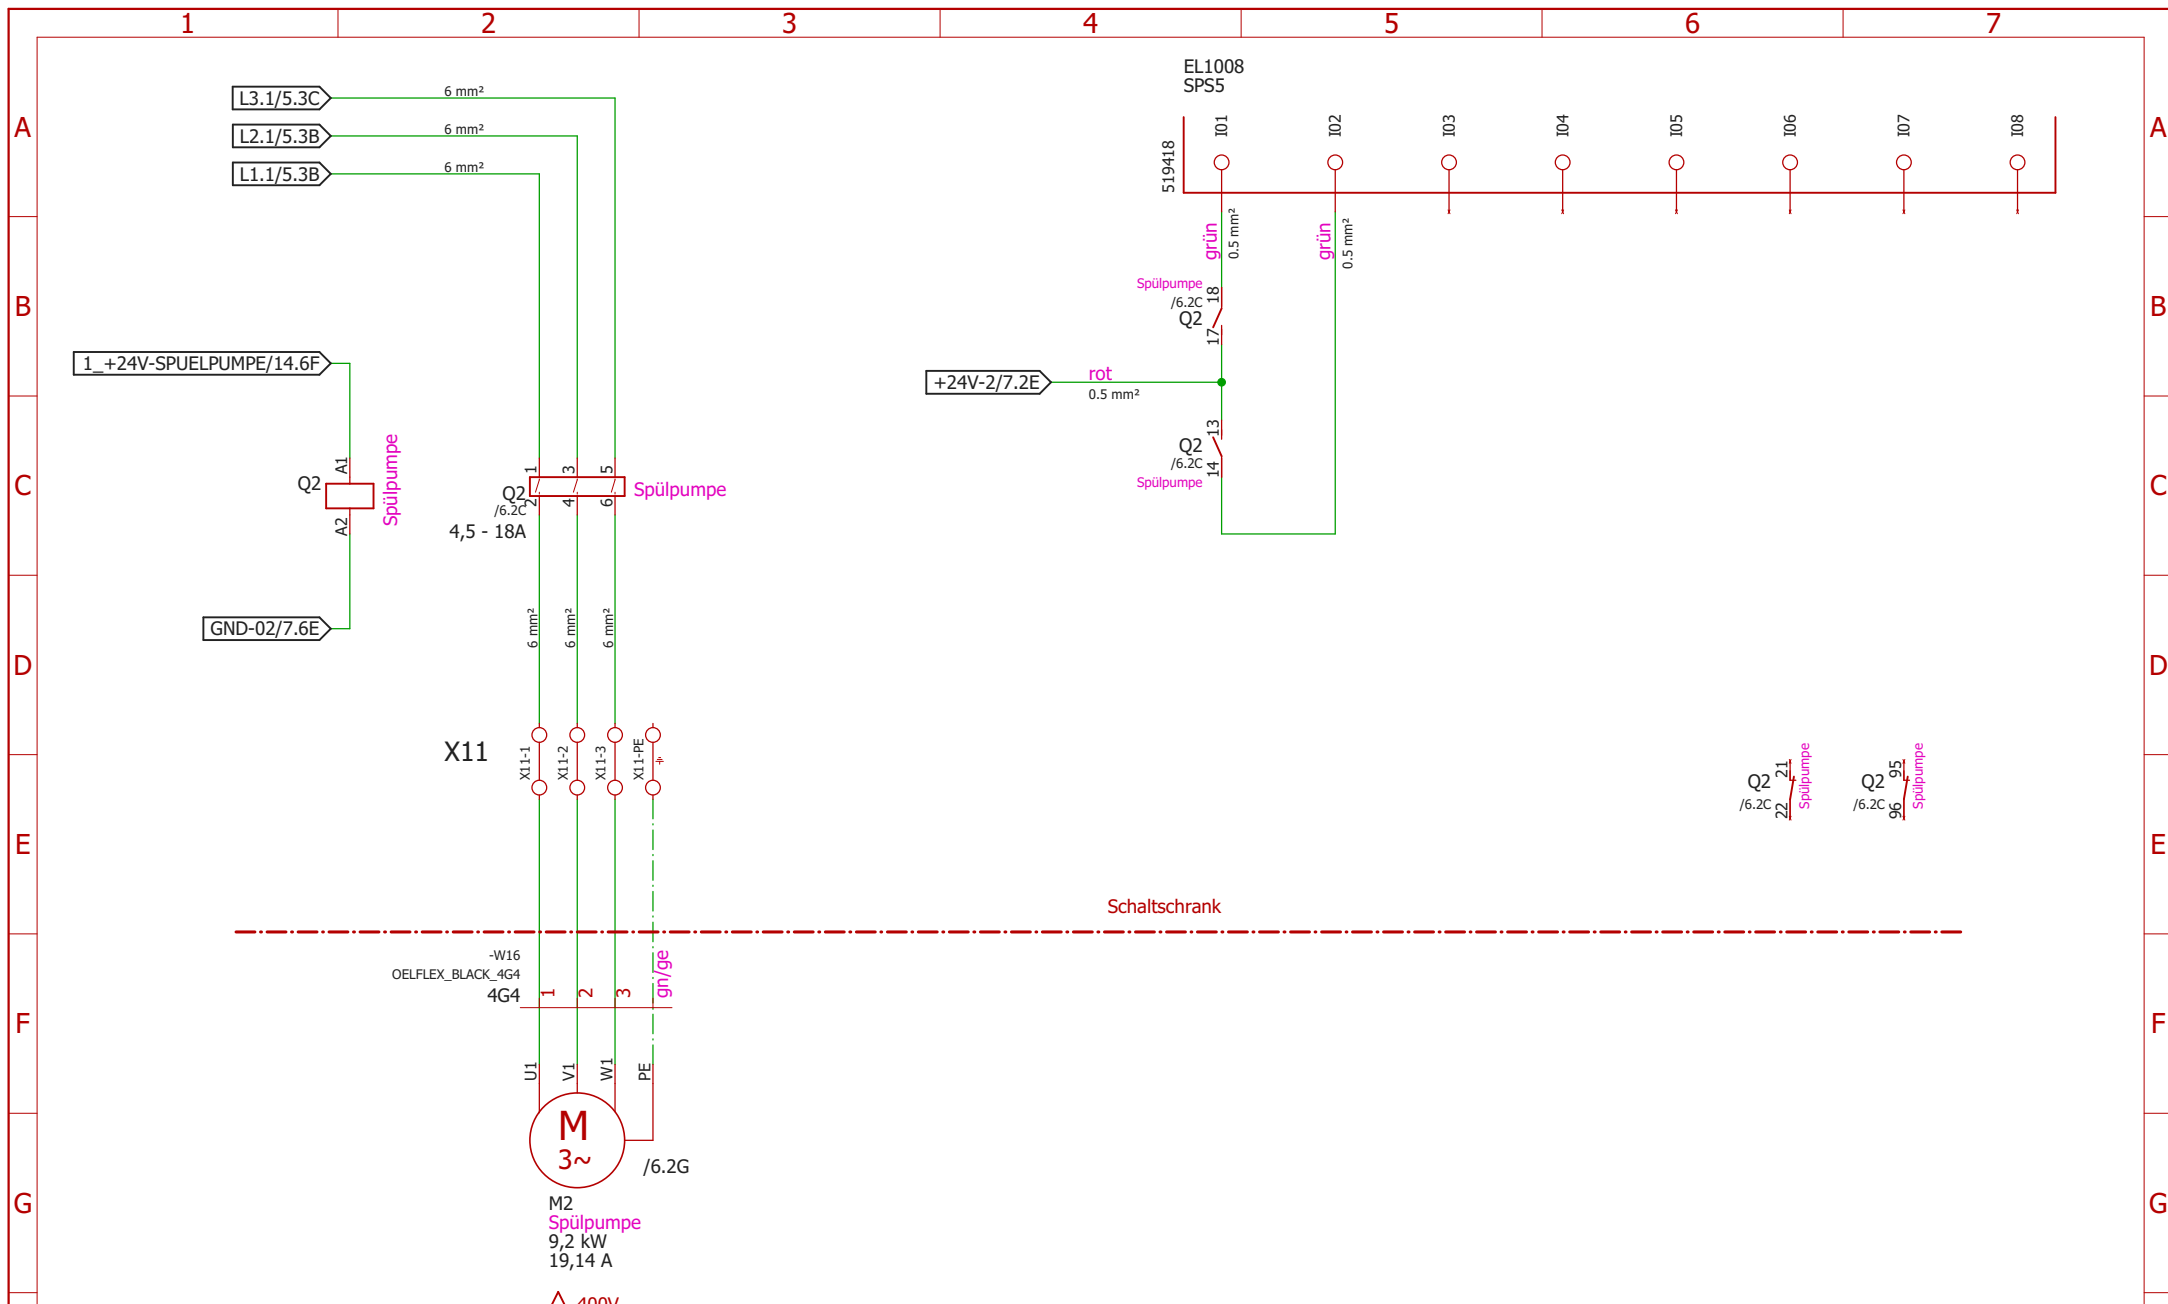 1 2 3 4 5 6 7
A A
B B
C C
D D
E E
F F
G G
L3.1/5.3C
6 mm²
L2.1/5.3B
6 mm²
L1.1/5.3B
6 mm²
EL1008
SPS5
519418
I01 I02 I03 I04 I05 I06 I07 I08
grün
0.5 mm²
grün
0.5 mm²
Spülpumpe
/6.2C
Q2
18
17
1_+24V-SPUELPUMPE/14.6F
+24V-2/7.2E
rot
0.5 mm²
Q2
/6.2C
Spülpumpe
13
14
Q2
A1
A2
Spülpumpe
1 3 5
Q2
/6.2C
2 4 6
4,5 - 18A
Spülpumpe
GND-02/7.6E
6 mm²
6 mm²
6 mm²
X11
X11-1
X11-2
X11-3
X11-PE
Q2
/6.2C
21
22
Spülpumpe
Q2
/6.2C
95
96
Spülpumpe
Schaltschrank
-W16
OELFLEX_BLACK_4G4
4G4
1 2 3
gn/ge
U1 V1 W1 PE
M
3~
/6.2G
M2
Spülpumpe
9,2 kW
19,14 A
400V